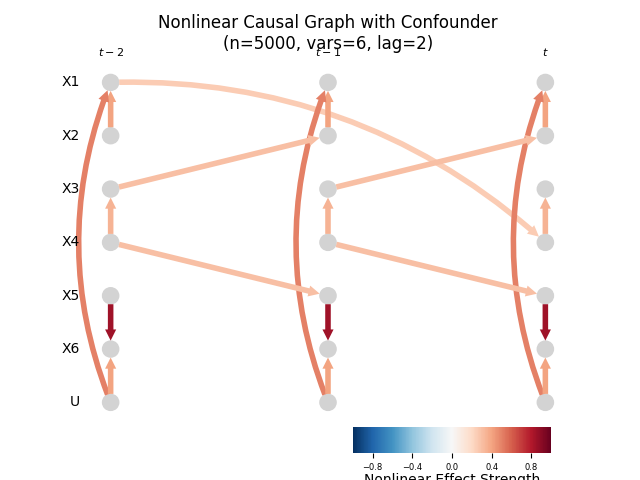 Nonlinear Causal Graph with Confounder
(n=5000, vars=6, lag=2)
t − 2
t − 1
t
X1
X2
X3
X4
X5
X6
U
−0.8 −0.4 0.0 0.4 0.8
Nonlinear Effect Strength